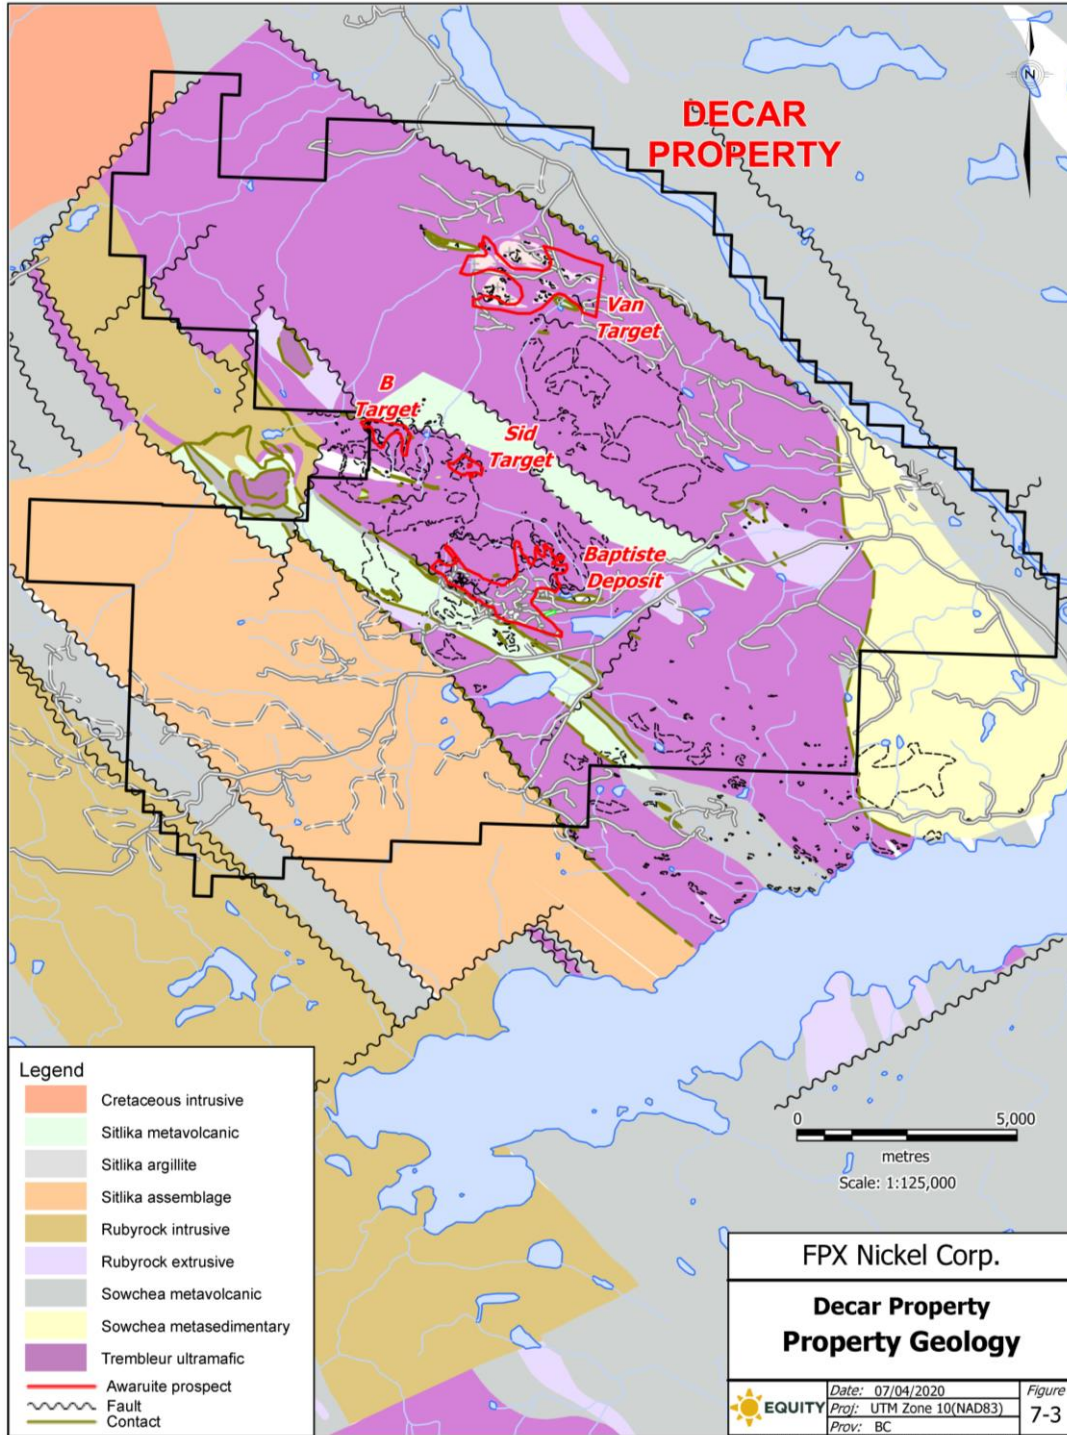 DECAR
PROPERTY
N
Van
Target
B
Target
Sid
Target
Baptiste
Deposit
Legend
Cretaceous intrusive
Sitlika metavolcanic
Sitlika argillite
Sitlika assemblage
Rubyrock intrusive
Rubyrock extrusive
Sowchea metavolcanic
Sowchea metasedimentary
Trembleur ultramafic
Awaruite prospect
Fault
Contact
0 5,000
metres
Scale: 1:125,000
FPX Nickel Corp.
Decar Property
Property Geology
EQUITY
Date: 07/04/2020
Proj: UTM Zone 10(NAD83)
Prov: BC
Figure
7-3